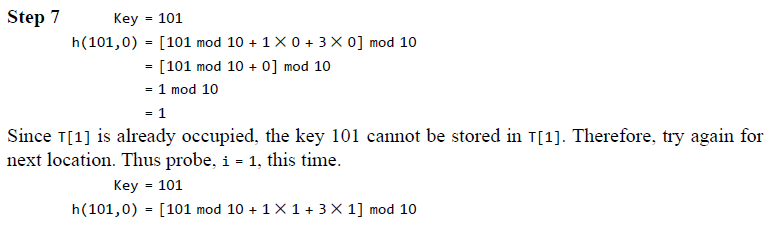 Step 7 Key = 101
h(101,0) = [101 mod 10 + 1 × 0 + 3 × 0] mod 10
= [101 mod 10 + 0] mod 10
= 1 mod 10
= 1
Since T[1] is already occupied, the key 101 cannot be stored in T[1]. Therefore, try again for
next location. Thus probe, i = 1, this time.
Key = 101
h(101,0) = [101 mod 10 + 1 × 1 + 3 × 1] mod 10